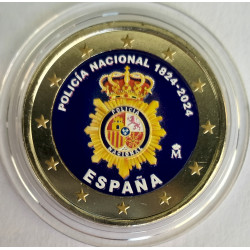 POLICÍA NACIONAL 1824-2024
POLICIA
NACIONAL
M
ESPAÑA